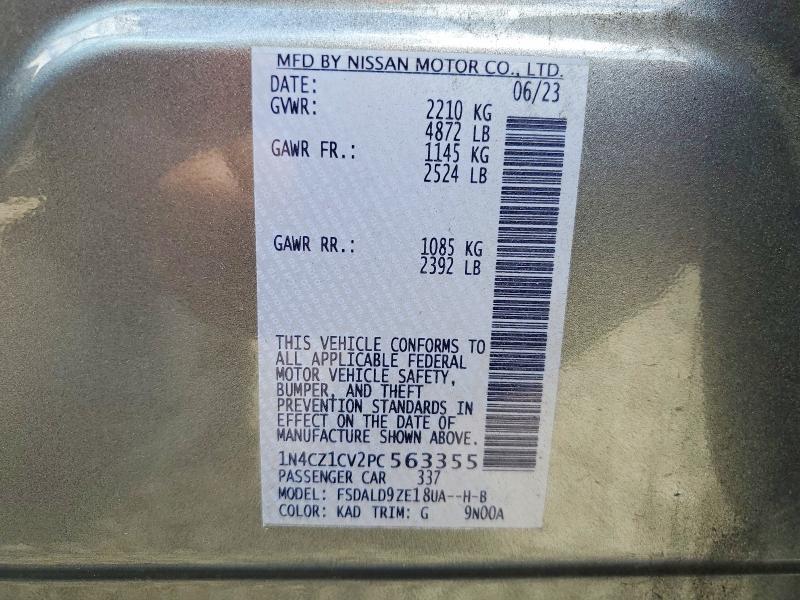 MFD BY NISSAN MOTOR CO., LTD.
DATE: 06/23
GVWR: 2210 KG
4872 LB
GAWR FR.: 1145 KG
2524 LB
GAWR RR.: 1085 KG
2392 LB
THIS VEHICLE CONFORMS TO
ALL APPLICABLE FEDERAL
MOTOR VEHICLE SAFETY,
BUMPER, AND THEFT
PREVENTION STANDARDS IN
EFFECT ON THE DATE OF
MANUFACTURE SHOWN ABOVE.
1N4CZ1CV2PC563355
PASSENGER CAR 337
MODEL: FSDALD9ZE18UA--H-B
COLOR: KAD TRIM: G 9N00A